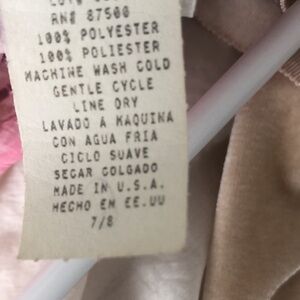 RN# 87500
100% POLYESTER
100% POLIESTER
MACHINE WASH COLD
GENTLE CYCLE
LINE DRY
LAVADO A MAQUINA
CON AGUA FRIA
CICLO SUAVE
SECAR COLGADO
MADE IN U.S.A.
HECHO EN EE.UU
7/8